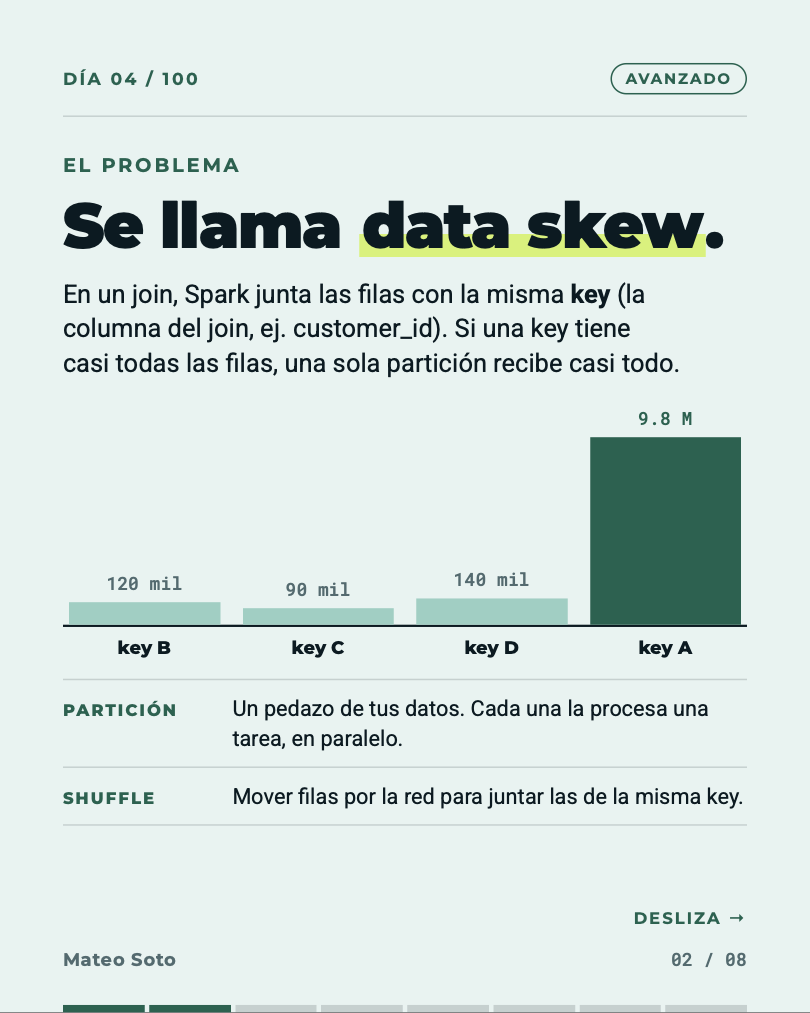 DÍA 04 / 100
AVANZADO
EL PROBLEMA
Se llama data skew.
En un join, Spark junta las filas con la misma key (la
columna del join, ej. customer_id). Si una key tiene
casi todas las filas, una sola partición recibe casi todo.
9.8 M
120 mil
90 mil
140 mil
key B
key C
key D
key A
PARTICIÓN
Un pedazo de tus datos. Cada una la procesa una
tarea, en paralelo.
SHUFFLE
Mover filas por la red para juntar las de la misma key.
DESLIZA →
Mateo Soto
02 / 08